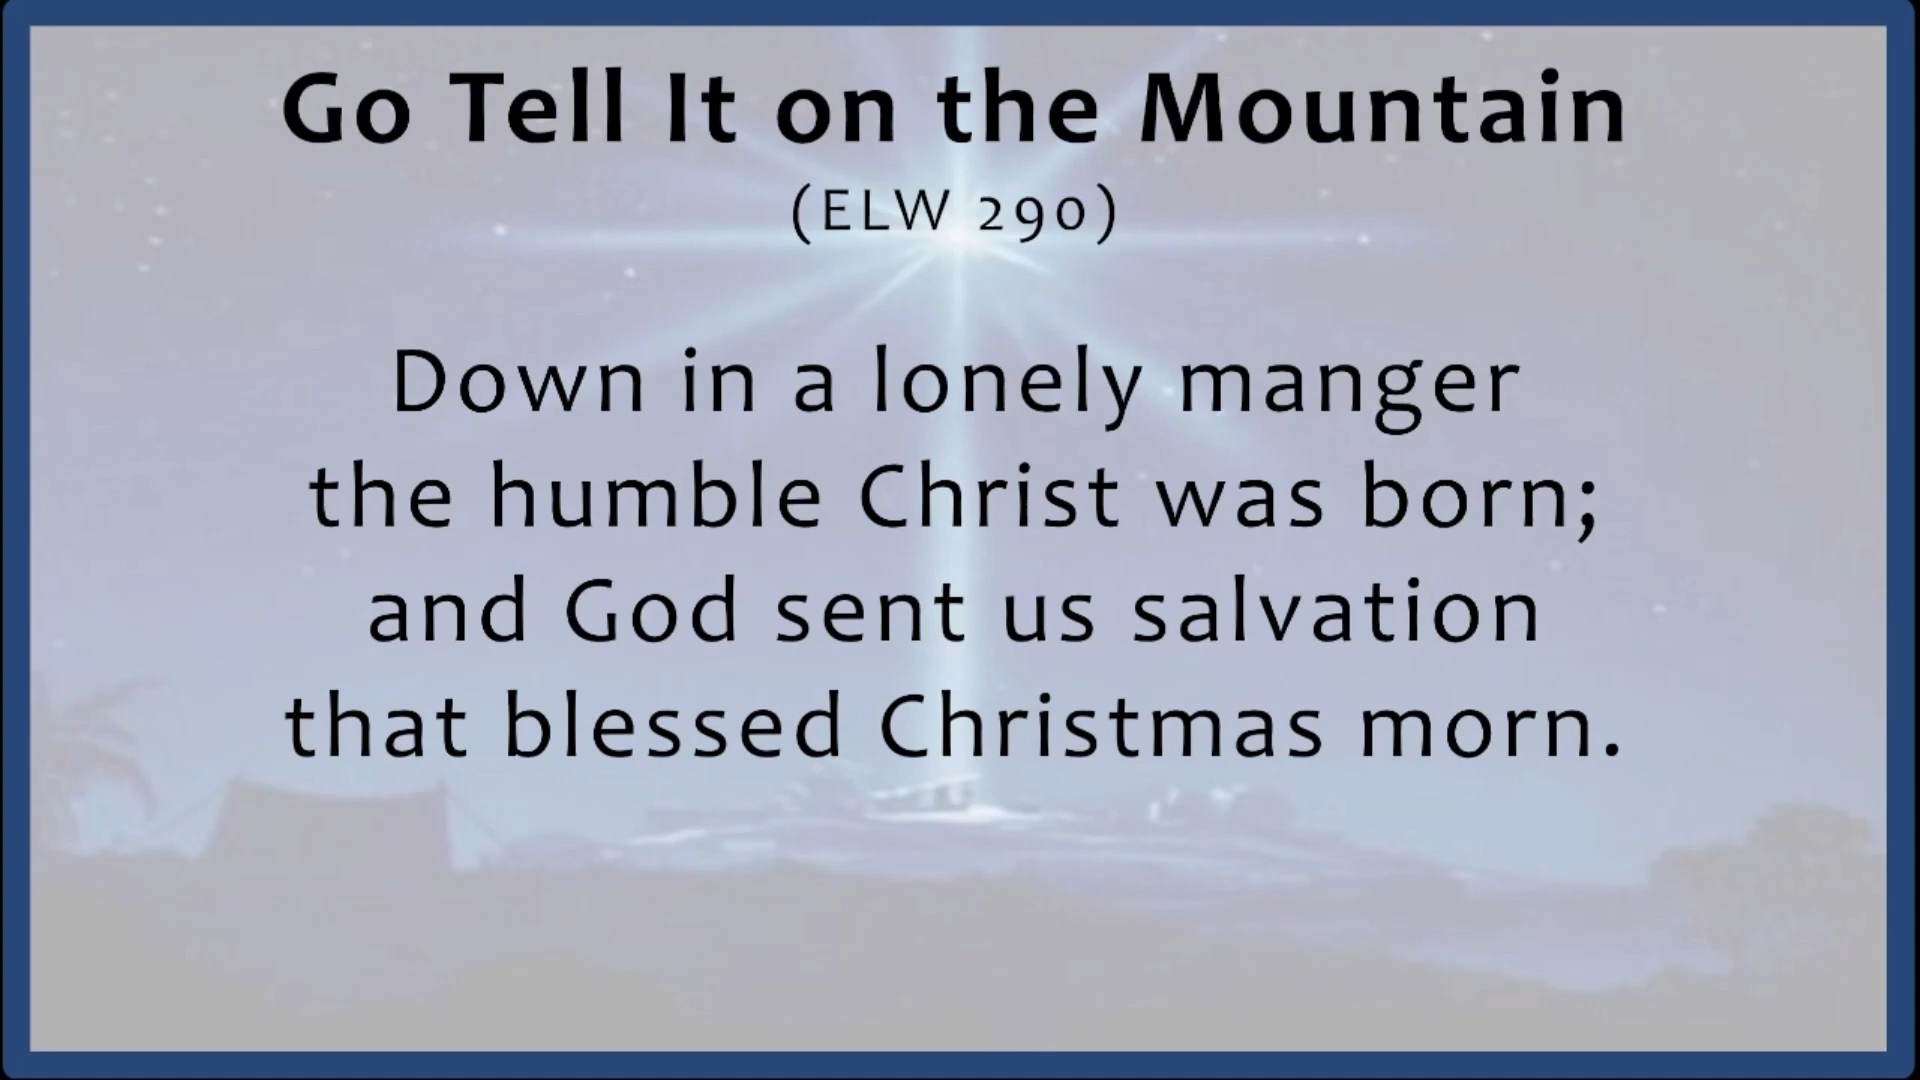 Go Tell It on the Mountain
(ELW 290)
Down in a lonely manger
the humble Christ was born;
and God sent us salvation
that blessed Christmas morn.